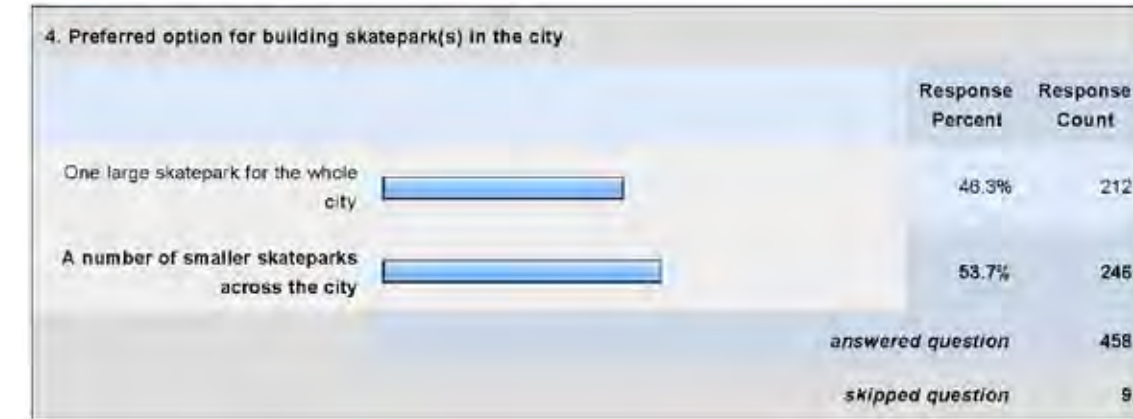 4. Preferred option for building skatepark(s) in the city
Response Response
Percent Count
One large skatepark for the whole
city
46.3% 212
A number of smaller skateparks
across the city
53.7% 246
answered question 458
skipped question 9